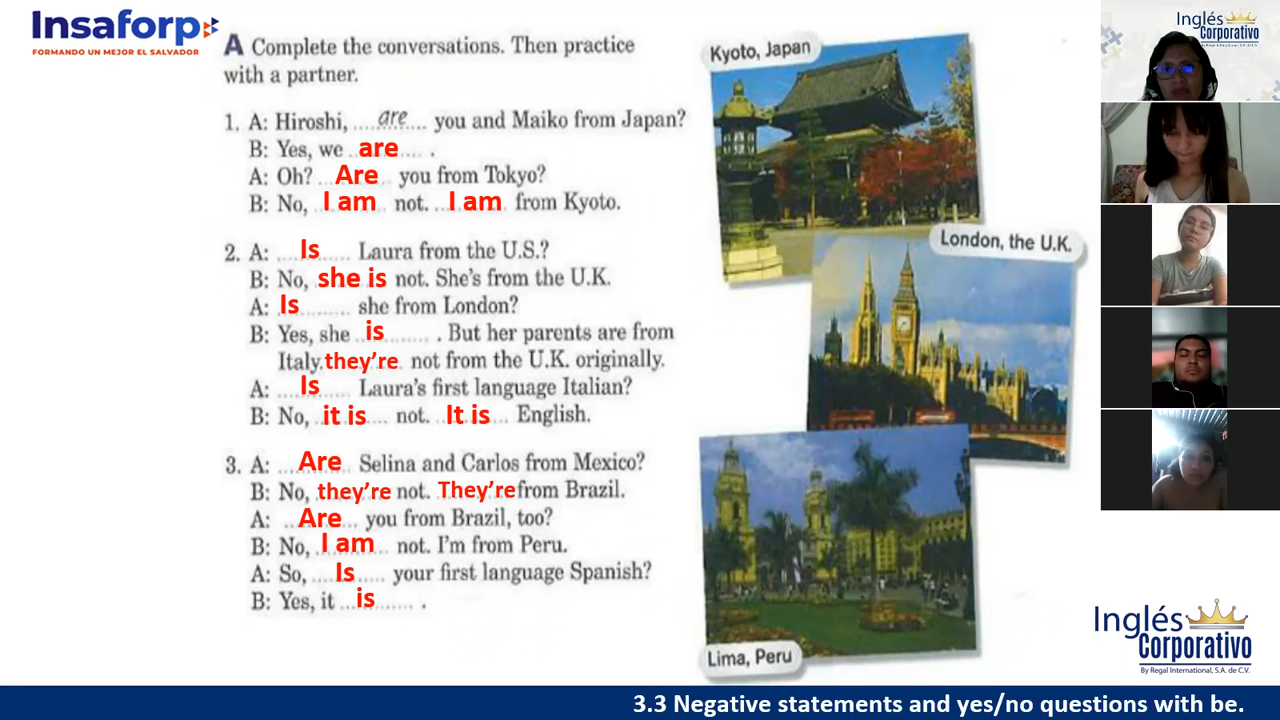 Insaforp
FORMANDO UN MEJOR EL SALVADOR
A Complete the conversations. Then practice
with a partner.
1. A: Hiroshi, are you and Maiko from Japan?
B: Yes, we are .
A: Oh? Are you from Tokyo?
B: No, I am not. I am from Kyoto.
2. A: Is Laura from the U.S.?
B: No, she is not. She's from the U.K.
A: Is she from London?
B: Yes, she is . But her parents are from
Italy. they're not from the U.K. originally.
A: Is Laura's first language Italian?
B: No, it is not. It is English.
3. A: Are Selina and Carlos from Mexico?
B: No, they're not. They're from Brazil.
A: Are you from Brazil, too?
B: No, I am not. I'm from Peru.
A: So, Is your first language Spanish?
B: Yes, it is .
Kyoto, Japan
London, the U.K.
Lima, Peru
Inglés
Corporativo
Inglés
Corporativo
By Regal International, S.A. de C.V.
3.3 Negative statements and yes/no questions with be.